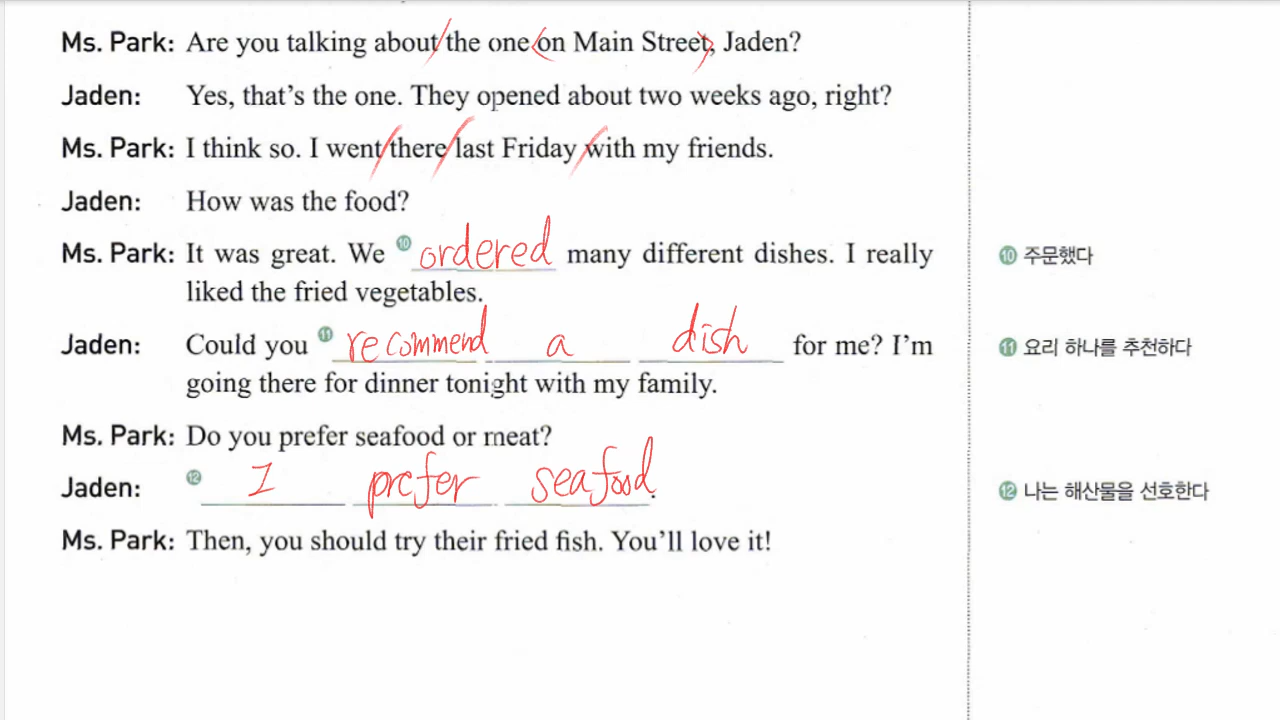 Ms. Park: Are you talking about the one on Main Street, Jaden?
Jaden: Yes, that's the one. They opened about two weeks ago, right?
Ms. Park: I think so. I went there last Friday with my friends.
Jaden: How was the food?
Ms. Park: It was great. We ⑩ ordered many different dishes. I really ⑩ 주문했다
liked the fried vegetables.
Jaden: Could you ⑪ recommend a dish for me? I'm ⑪ 요리 하나를 추천하다
going there for dinner tonight with my family.
Ms. Park: Do you prefer seafood or meat?
Jaden: ⑫ I prefer seafood. ⑫ 나는 해산물을 선호한다
Ms. Park: Then, you should try their fried fish. You'll love it!